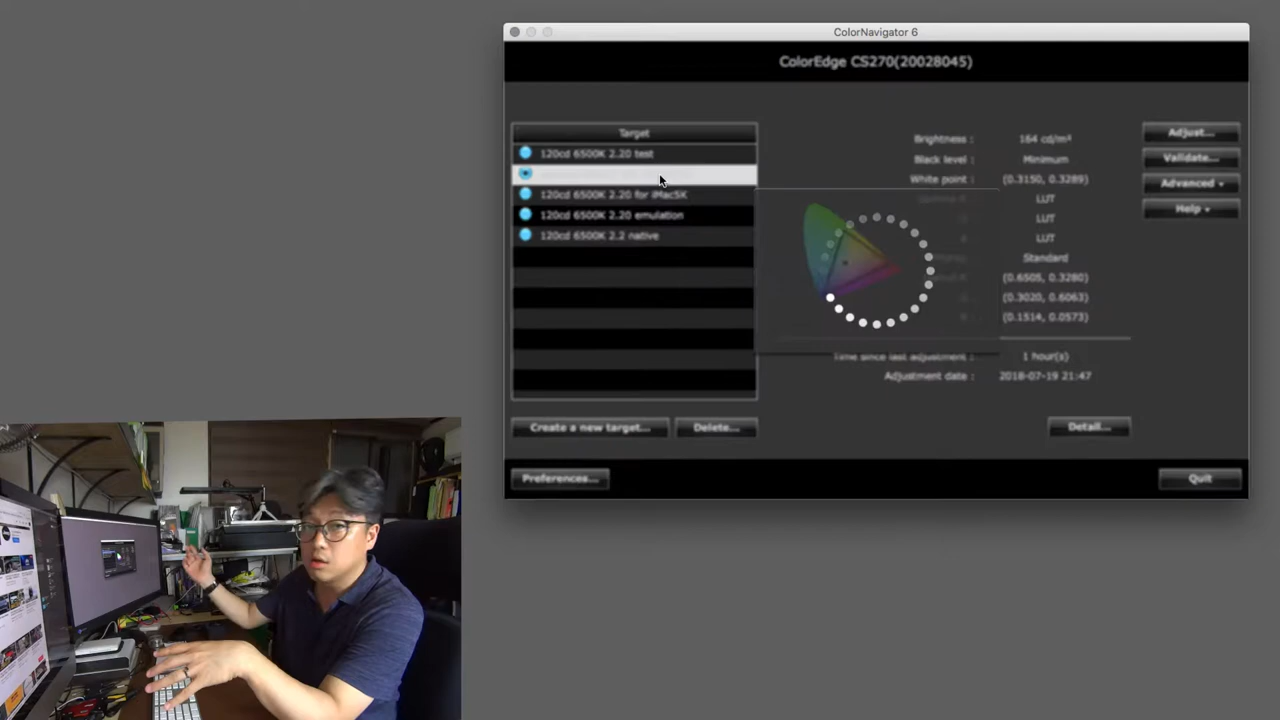 ColorNavigator 6
ColorEdge CS270(20028045)
Target
120cd 6500K 2.20 test
120cd 6500K 2.20 for iMac5K
120cd 6500K 2.20 emulation
120cd 6500K 2.2 native
Brightness : 164 cd/m²
Black level : Minimum
White point : (0.3150, 0.3289)
LUT
LUT
LUT
Standard
(0.6505, 0.3280)
(0.3020, 0.6063)
(0.1514, 0.0573)
Time since last adjustment : 1 hour(s)
Adjustment date : 2018-07-19 21:47
Adjust...
Validate...
Advanced
Help
Create a new target...
Delete...
Detail...
Preferences...
Quit